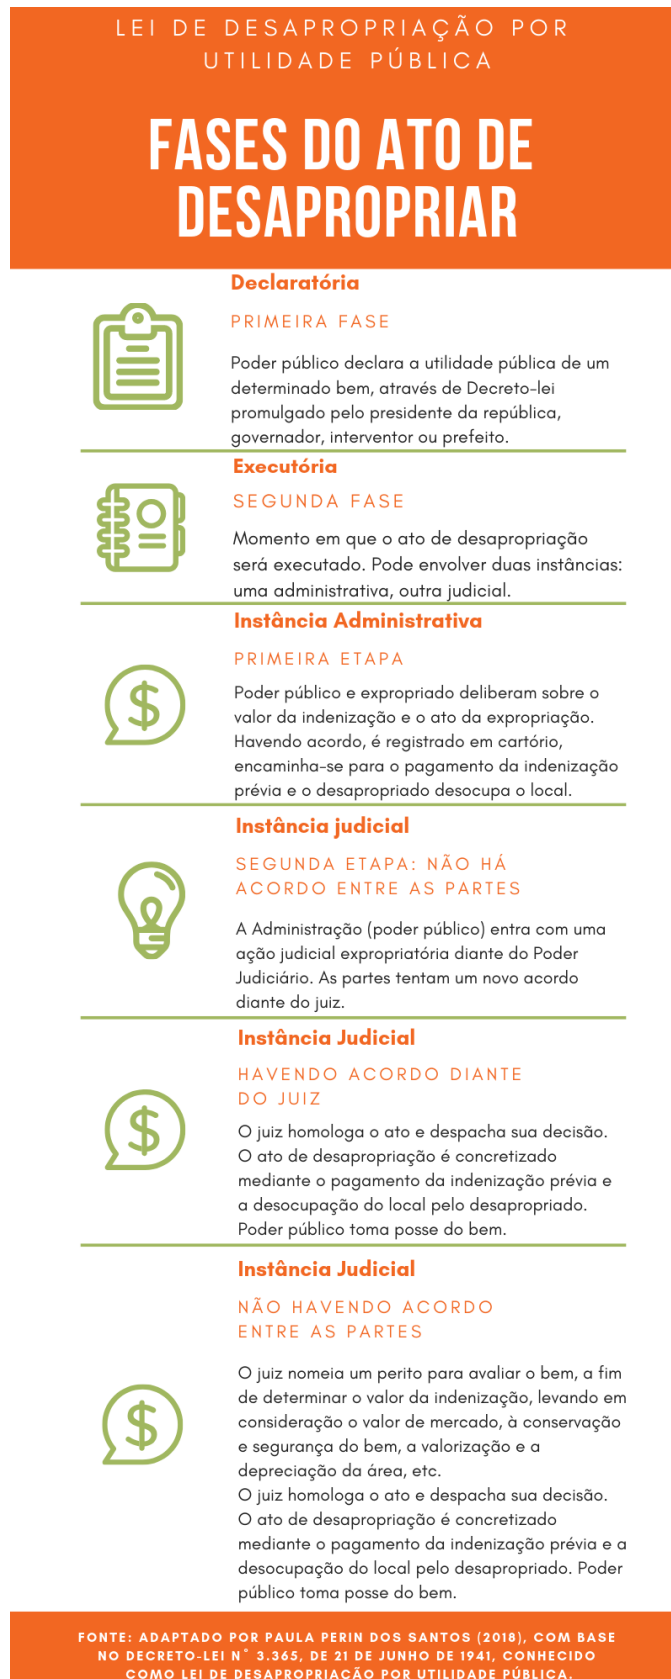 LEI DE DESAPROPRIAÇÃO POR
UTILIDADE PÚBLICA
FASES DO ATO DE
DESAPROPRIAR
Declaratória
PRIMEIRA FASE
Poder público declara a utilidade pública de um
determinado bem, através de Decreto-lei
promulgado pelo presidente da república,
governador, interventor ou prefeito.
Executória
SEGUNDA FASE
Momento em que o ato de desapropriação
será executado. Pode envolver duas instâncias:
uma administrativa, outra judicial.
Instância Administrativa
PRIMEIRA ETAPA
Poder público e expropriado deliberam sobre o
valor da indenização e o ato da expropriação.
Havendo acordo, é registrado em cartório,
encaminha-se para o pagamento da indenização
prévia e o desapropriado desocupa o local.
Instância judicial
SEGUNDA ETAPA: NÃO HÁ
ACORDO ENTRE AS PARTES
A Administração (poder público) entra com uma
ação judicial expropriatória diante do Poder
Judiciário. As partes tentam um novo acordo
diante do juiz.
Instância Judicial
HAVENDO ACORDO DIANTE
DO JUIZ
O juiz homologa o ato e despacha sua decisão.
O ato de desapropriação é concretizado
mediante o pagamento da indenização prévia e
a desocupação do local pelo desapropriado.
Poder público toma posse do bem.
Instância Judicial
NÃO HAVENDO ACORDO
ENTRE AS PARTES
O juiz nomeia um perito para avaliar o bem, a fim
de determinar o valor da indenização, levando em
consideração o valor de mercado, à conservação
e segurança do bem, a valorização e a
depreciação da área, etc.
O juiz homologa o ato e despacha sua decisão.
O ato de desapropriação é concretizado
mediante o pagamento da indenização prévia e a
desocupação do local pelo desapropriado. Poder
público toma posse do bem.
FONTE: ADAPTADO POR PAULA PERIN DOS SANTOS (2018), COM BASE
NO DECRETO-LEI N° 3.365, DE 21 DE JUNHO DE 1941, CONHECIDO
COMO LEI DE DESAPROPRIAÇÃO POR UTILIDADE PÚBLICA.